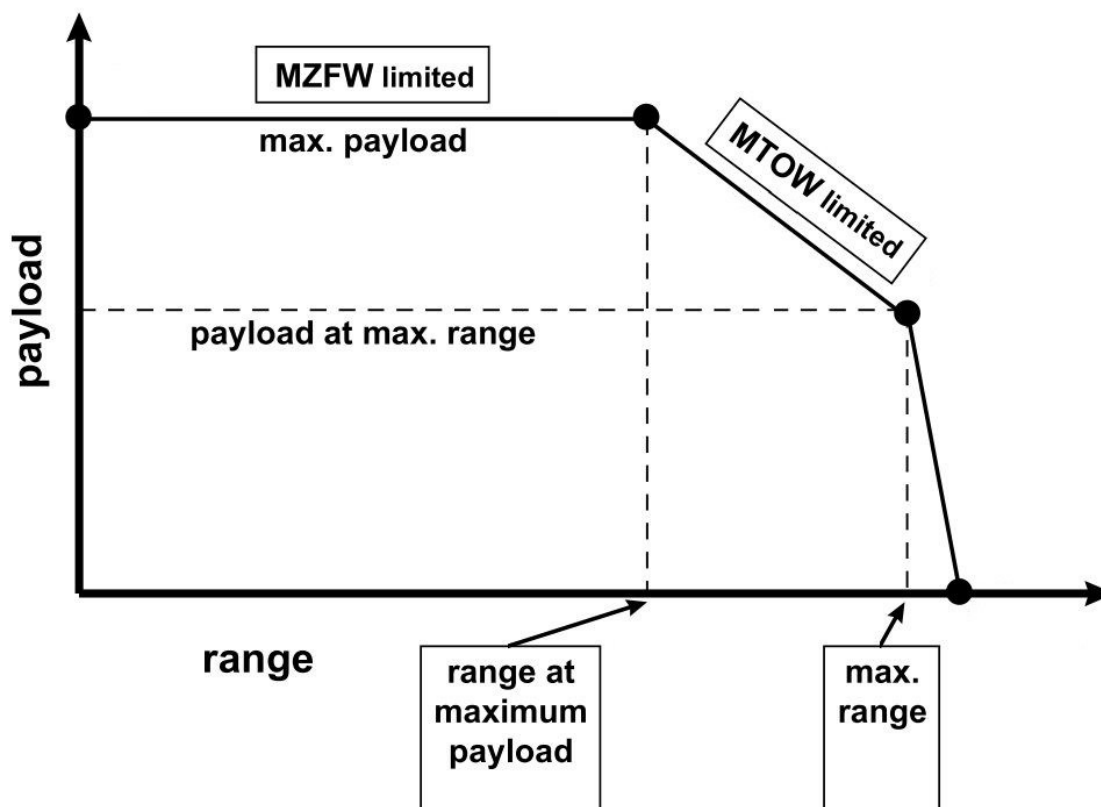 MZFW limited
max. payload
MTOW limited
payload
payload at max. range
range
range at
maximum
payload
max.
range